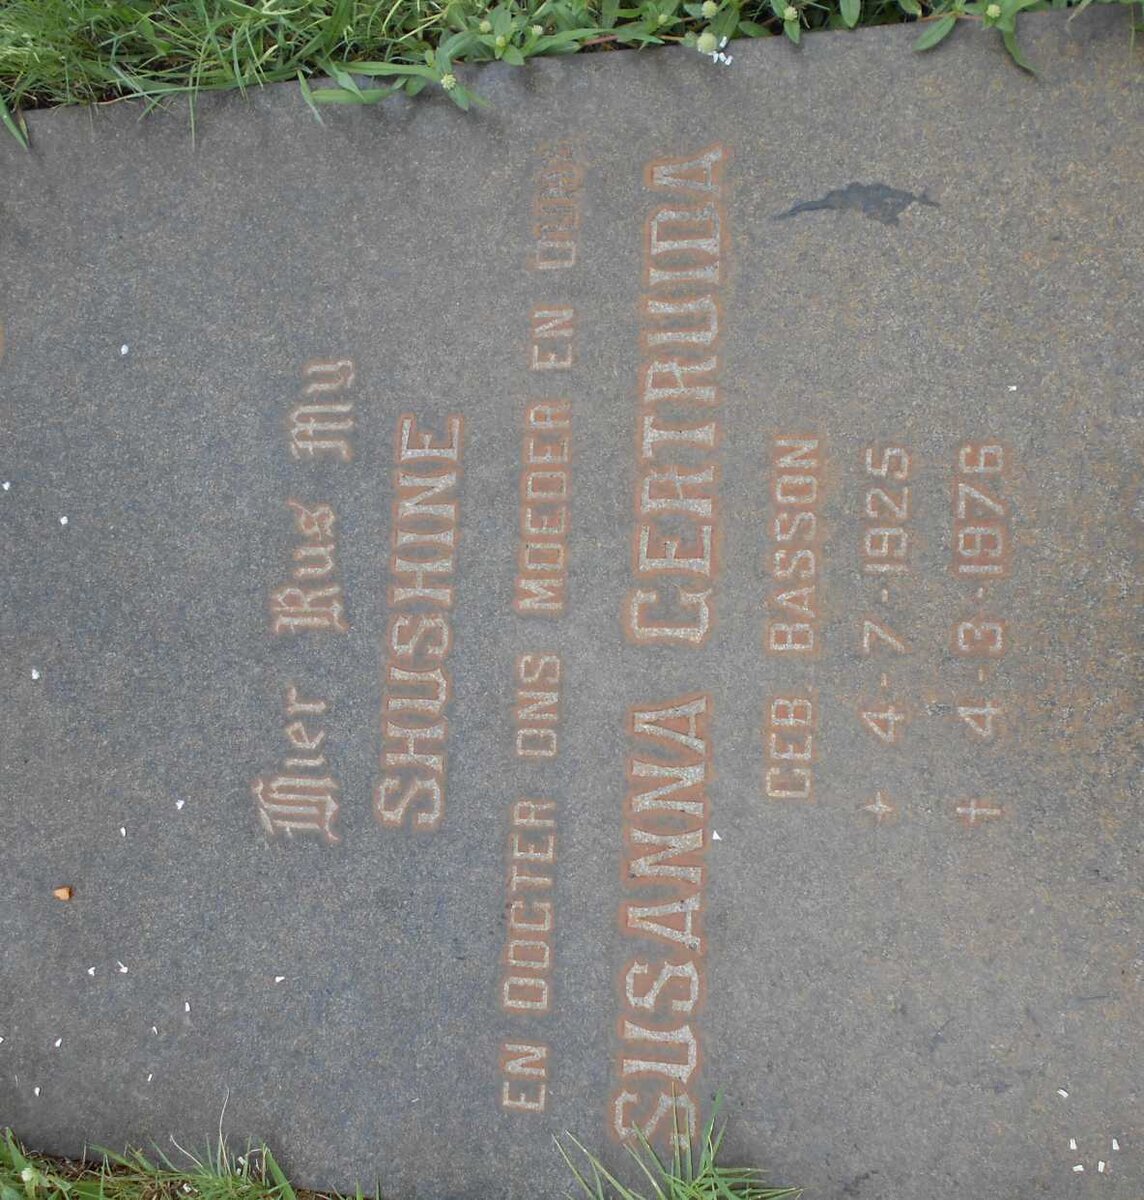 Hier Rus My
SHUSHINE
EN DOGTER ONS MOEDER EN OUMA
SUSANNA GERTRUIDA
GEB. BASSON
4-7-1925
† 4-3-1976